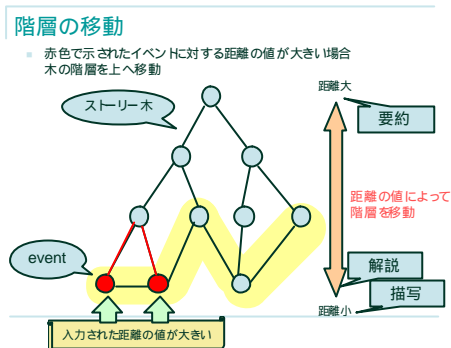 階層の移動
赤色で示されたイベントに対する距離の値が大きい場合
木の階層を上へ移動
ストーリー木
距離大
要約
距離の値によって
階層を移動
event
解説
描写
距離小
入力された距離の値が大きい